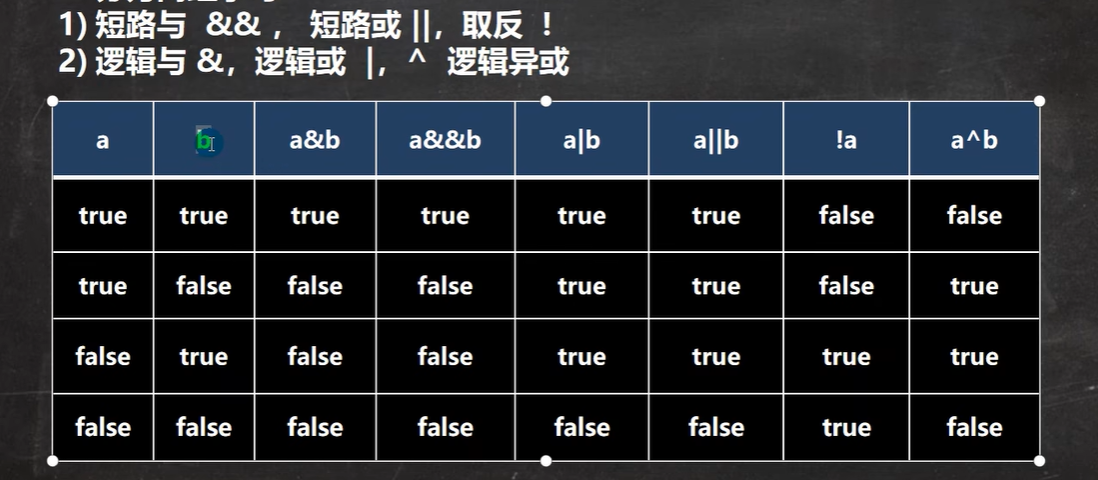 1) 短路与 && ， 短路或 ||，取反 ！
2) 逻辑与 &，逻辑或 |，^ 逻辑异或
a b a&b a&&b a|b a||b !a a^b
true true true true true true false false
true false false false true true false true
false true false false true true true true
false false false false false false true false